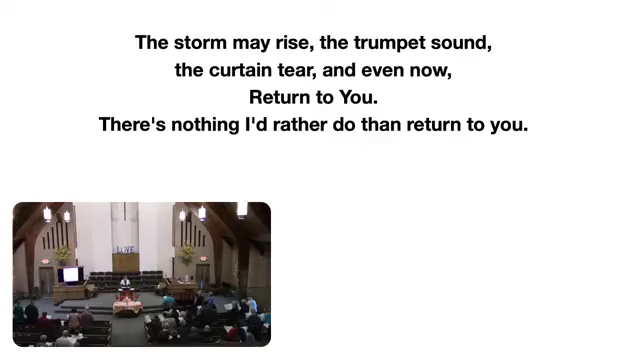 The storm may rise, the trumpet sound,
the curtain tear, and even now,
Return to You.
There's nothing I'd rather do than return to you.
LOVE